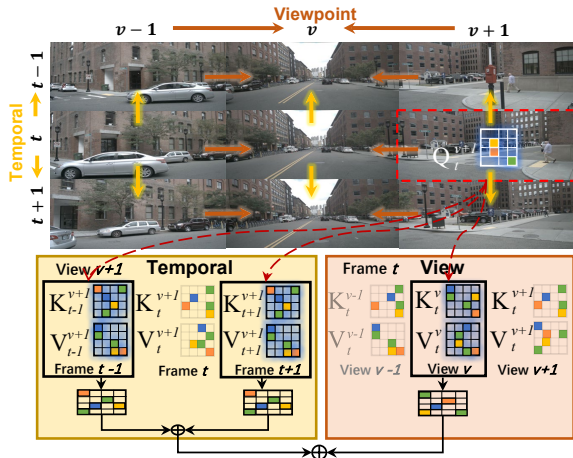 Viewpoint
v − 1 v v + 1
Temporal
t − 1
t
t + 1
Q_t^{v+1}
View v+1 Temporal
K_{t-1}^{v+1} K_t^{v+1} K_{t+1}^{v+1}
V_{t-1}^{v+1} V_t^{v+1} V_{t+1}^{v+1}
Frame t -1 Frame t Frame t+1
Frame t View
K_t^{v-1} K_t^{v+1} K_t^{v+1}
V_t^{v-1} V_t^{v} V_t^{v+1}
View v -1 View v View v+1